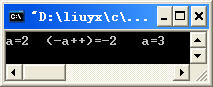 "D:\liuyx\c\...
a=2 (-a++)=-2 a=3